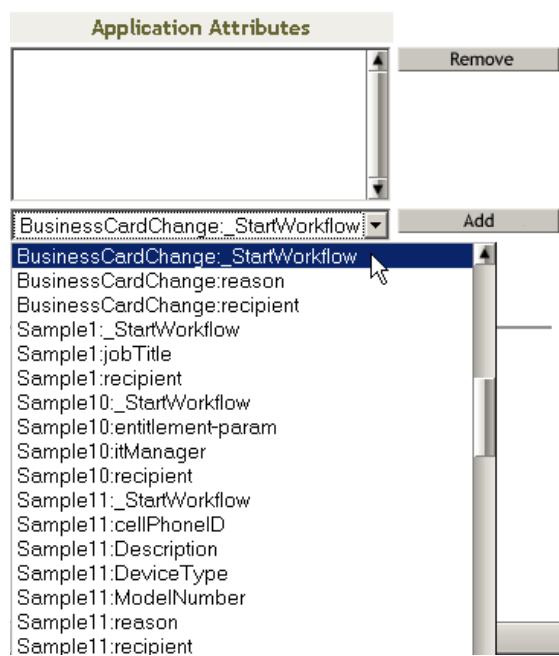 Application Attributes
Remove
BusinessCardChange:_StartWorkflow
Add
BusinessCardChange:_StartWorkflow
BusinessCardChange:reason
BusinessCardChange:recipient
Sample1:_StartWorkflow
Sample1:jobTitle
Sample1:recipient
Sample10:_StartWorkflow
Sample10:entitlement-param
Sample10:itManager
Sample10:recipient
Sample11:_StartWorkflow
Sample11:cellPhoneID
Sample11:Description
Sample11:DeviceType
Sample11:ModelNumber
Sample11:reason
Sample11:recipient